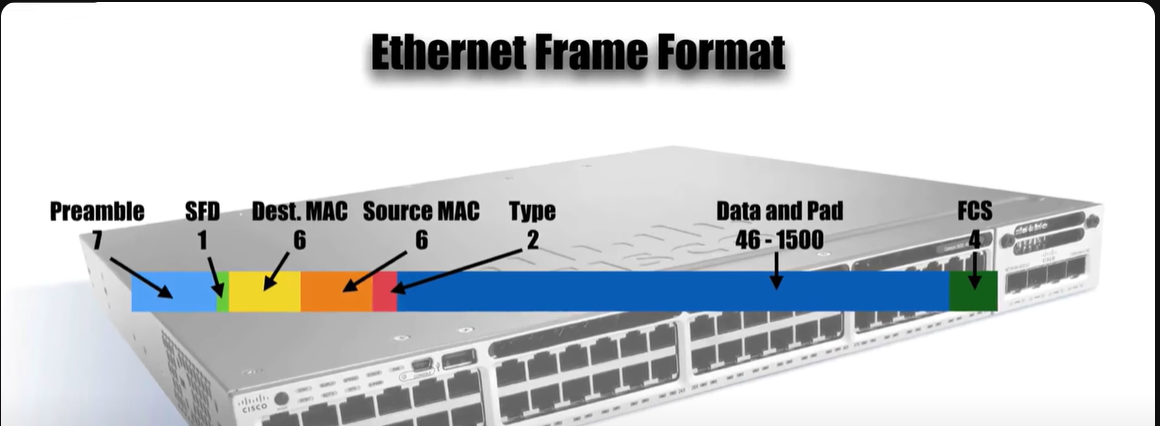 Ethernet Frame Format
Preamble SFD Dest. MAC Source MAC Type Data and Pad FCS
7 1 6 6 2 46 - 1500 4
CISCO